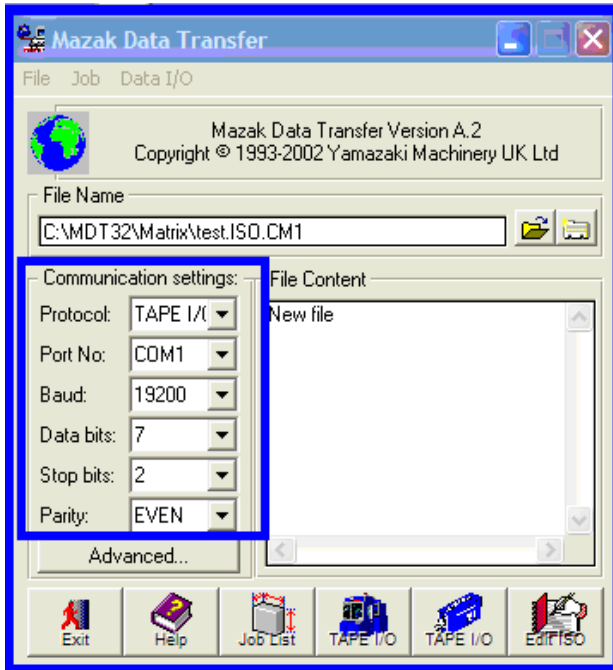 Mazak Data Transfer
File Job Data I/O
Mazak Data Transfer Version A.2
Copyright © 1993-2002 Yamazaki Machinery UK Ltd
File Name
C:\MDT32\Matrix\test.ISO.CM1
Communication settings:
Protocol: TAPE I/O
Port No: COM1
Baud: 19200
Data bits: 7
Stop bits: 2
Parity: EVEN
Advanced...
File Content
New file
Exit Help Job List TAPE I/O TAPE I/O Edit ISO